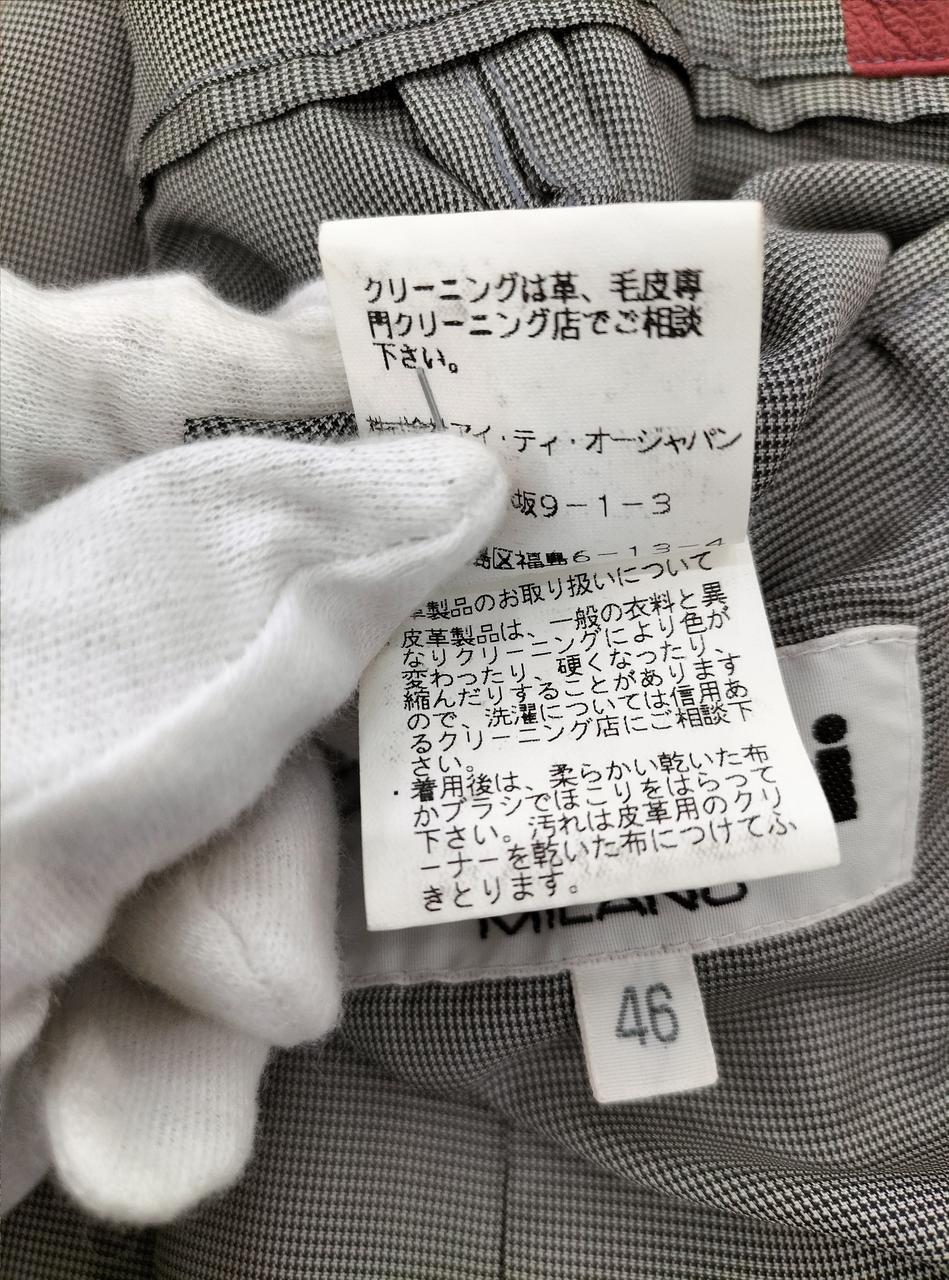 クリーニングは革、毛皮専
門クリーニング店でご相談
下さい。
アイ・ティ・オージャパン
坂9-1-3
島区福島6-13-4
革製品のお取り扱いについて
・皮革製品は、一般の衣料と異
なりクリーニングにより色が
変わったり、硬くなったり、
縮んだりすることがあります
ので、洗濯については信用あ
るクリーニング店にご相談下
さい。
・着用後は、柔らかい乾いた布
かブラシでほこりをはらって
下さい。汚れは皮革用のクリ
ーナーを乾いた布につけてふ
きとります。
MILANO
46